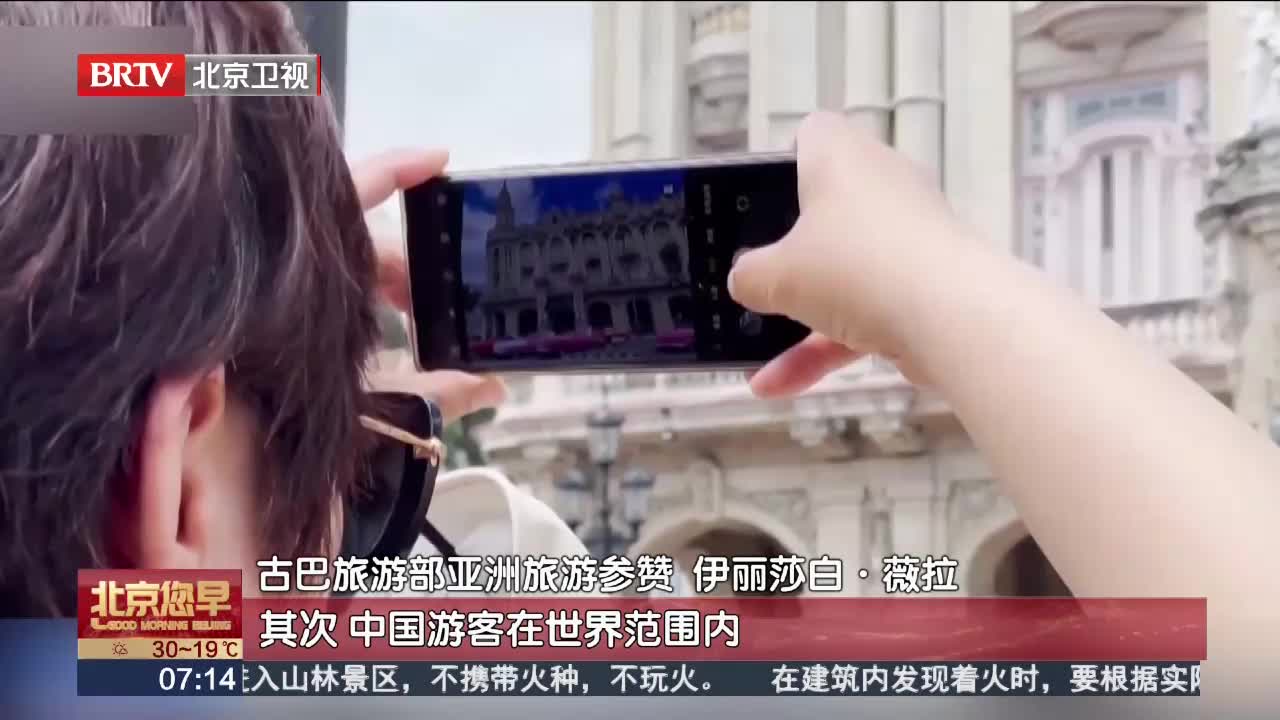 BRTV 北京卫视
古巴旅游部亚洲旅游参赞 伊丽莎白·薇拉
北京您早
GOOD MORNING BEIJING
其次 中国游客在世界范围内
30~19℃
07:14
进入山林景区，不携带火种，不玩火。 在建筑内发现着火时，要根据实际